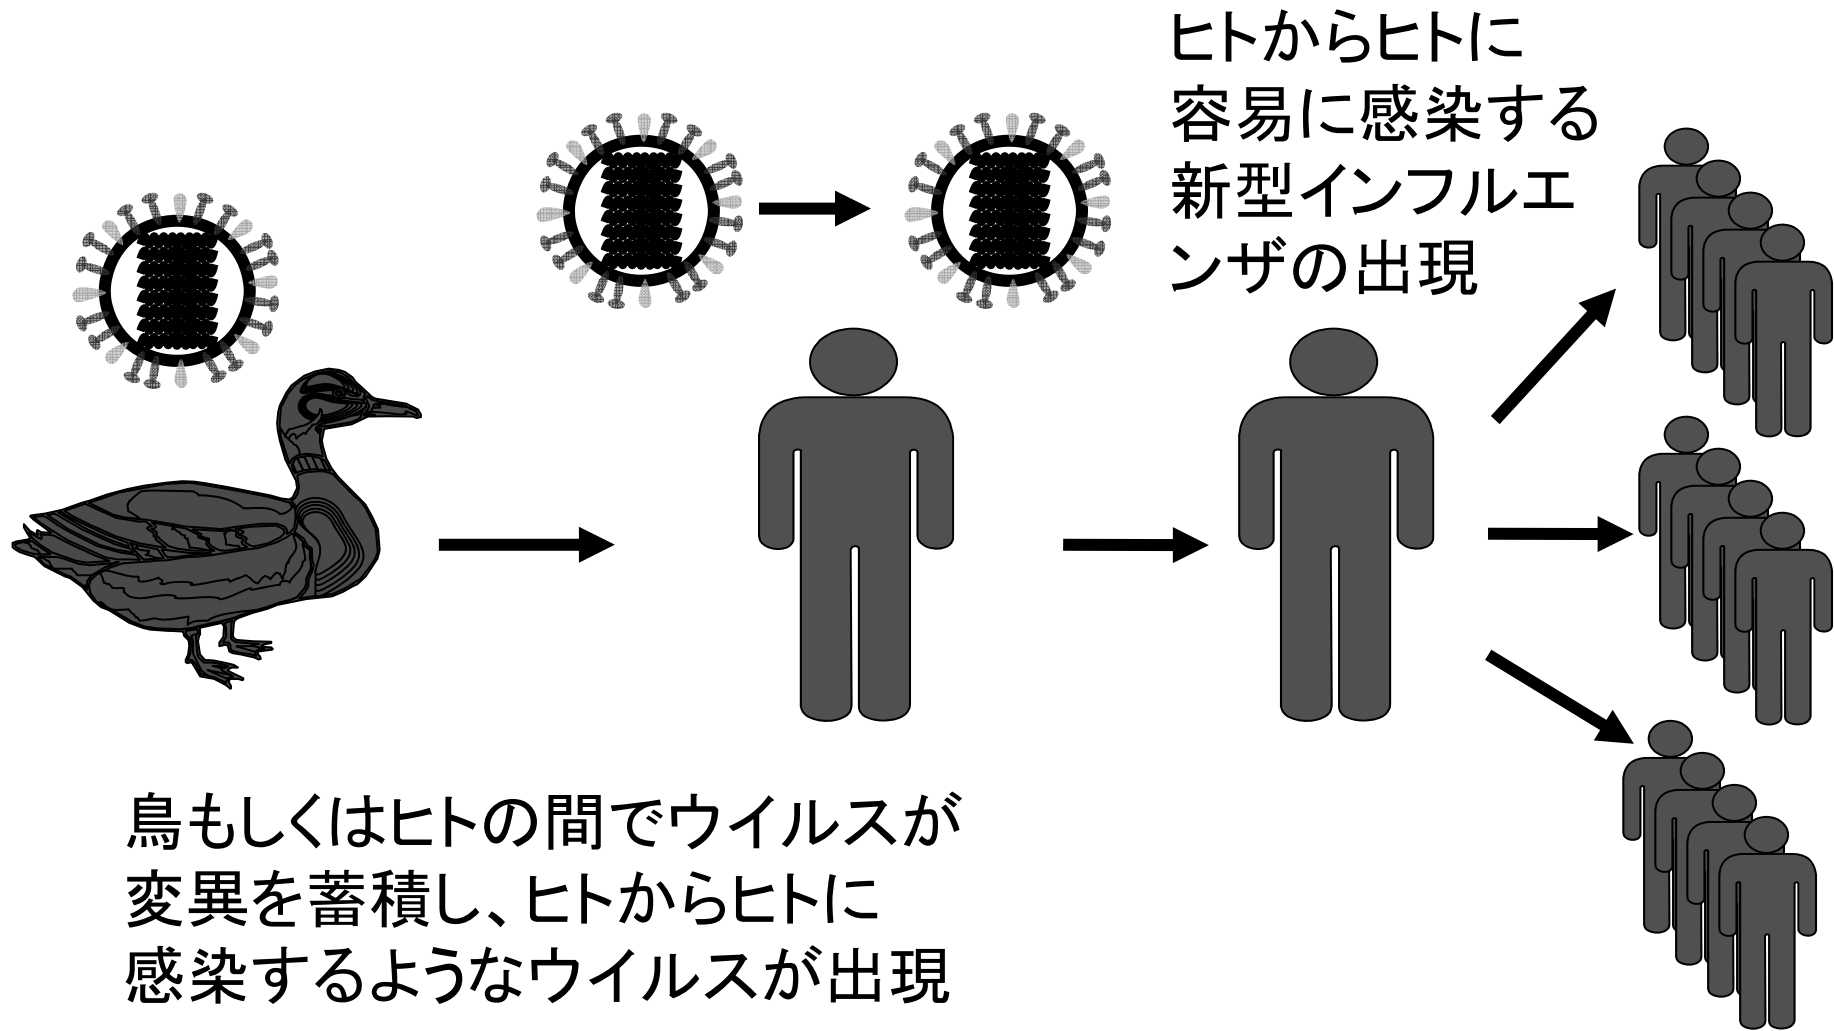 ヒトからヒトに
容易に感染する
新型インフルエ
ンザの出現
鳥もしくはヒトの間でウイルスが
変異を蓄積し、ヒトからヒトに
感染するようなウイルスが出現